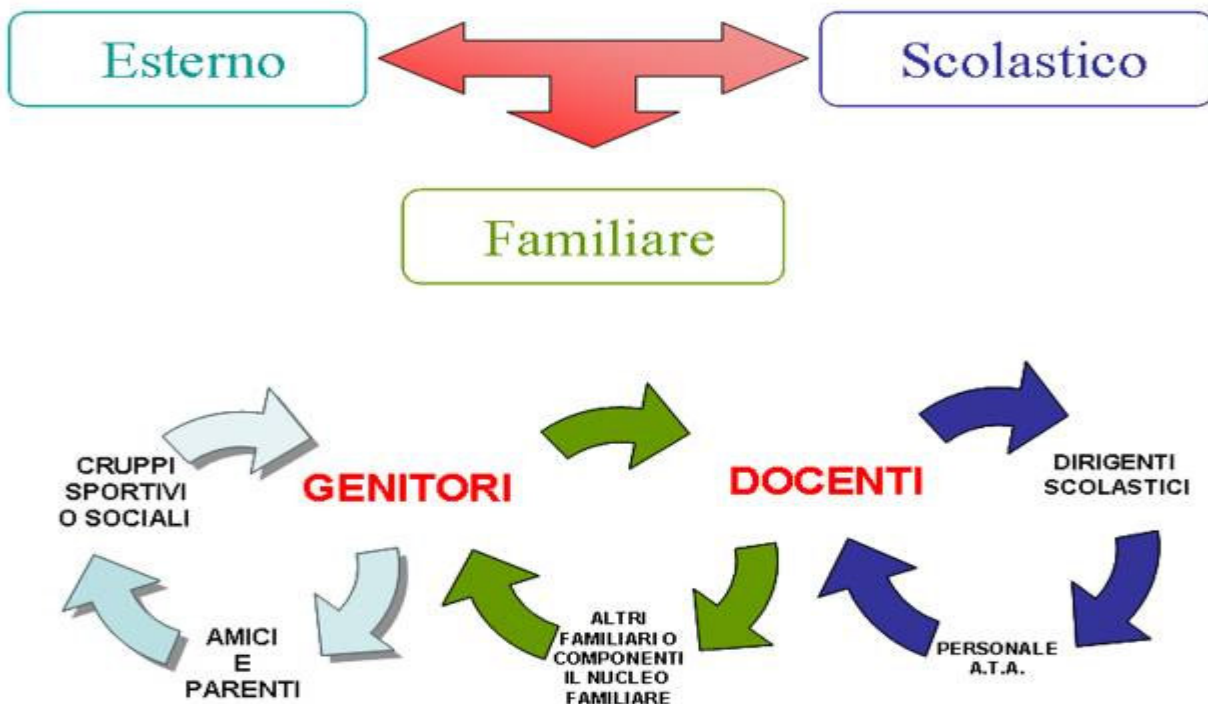 Esterno
Scolastico
Familiare
CRUPPI
SPORTIVI
O SOCIALI
GENITORI
DOCENTI
DIRIGENTI
SCOLASTICI
AMICI
E
PARENTI
ALTRI
FAMILIARI O
COMPONENTI
IL NUCLEO
FAMILIARE
PERSONALE
A.T.A.